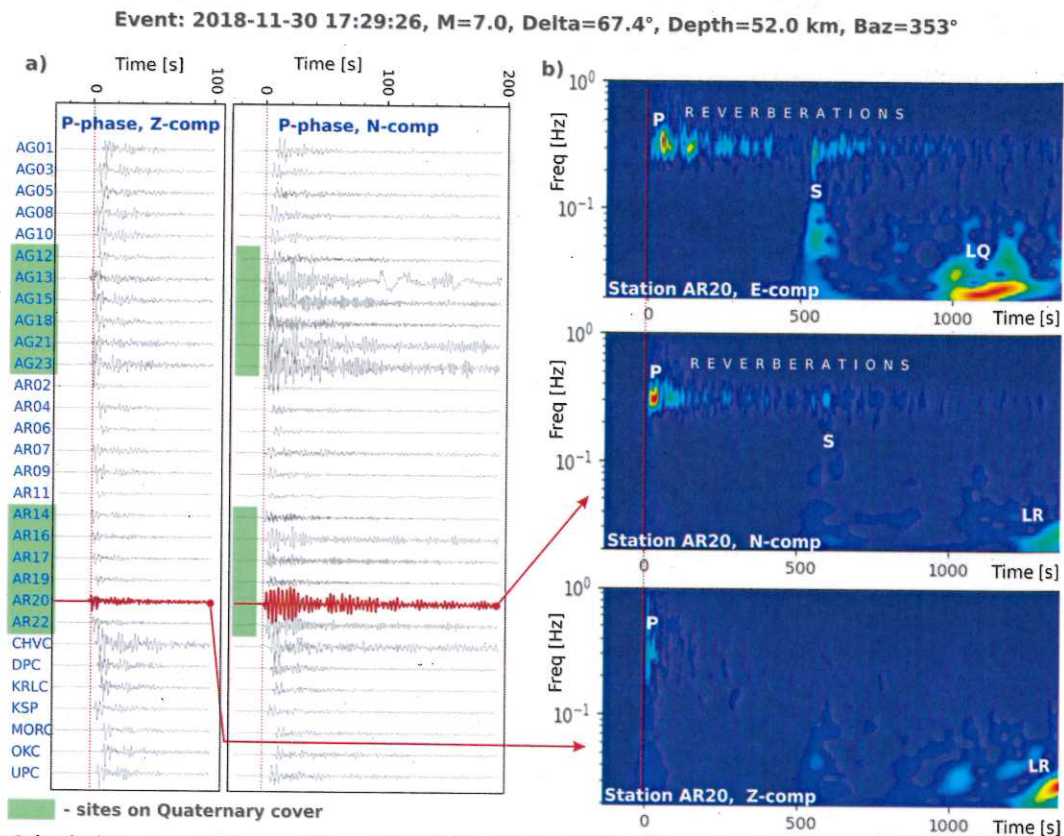 Event: 2018-11-30 17:29:26, M=7.0, Delta=67.4°, Depth=52.0 km, Baz=353°
a)
Time [s]
0
100
Time [s]
0
100
200
P-phase, Z-comp
P-phase, N-comp
AG01
AG03
AG05
AG08
AG10
AG12
AG13
AG15
AG18
AG21
AG23
AR02
AR04
AR06
AR07
AR09
AR11
AR14
AR16
AR17
AR19
AR20
AR22
CHVC
DPC
KRLC
KSP
MORC
OKC
UPC
- sites on Quaternary cover
b)
Freq [Hz]
10⁰
10⁻¹
P
REVERBERATIONS
S
LQ
Station AR20, E-comp
0
500
1000
Time [s]
Freq [Hz]
10⁰
10⁻¹
P
REVERBERATIONS
S
LR
Station AR20, N-comp
0
500
1000
Time [s]
Freq [Hz]
10⁰
10⁻¹
P
LR
Station AR20, Z-comp
0
500
1000
Time [s]